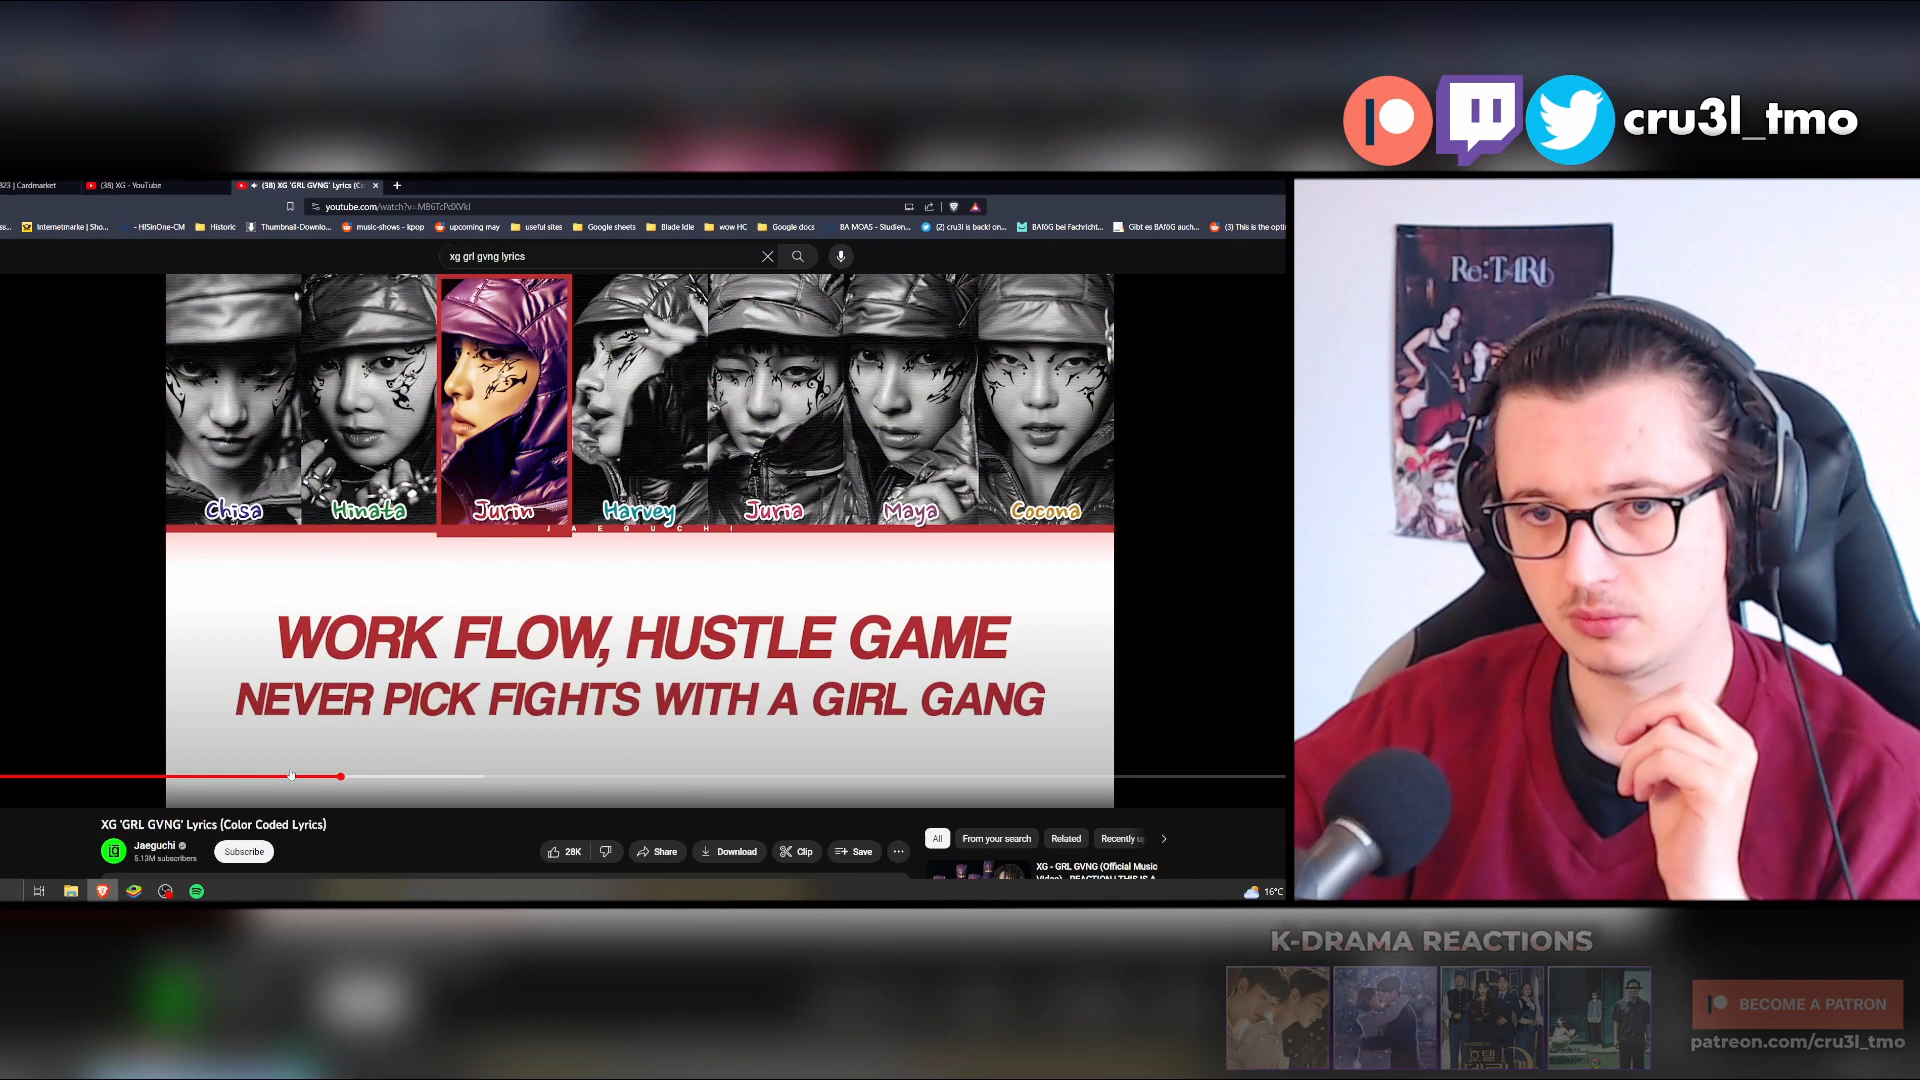 cru3l_tmo
323 | Cardmarket
(38) XG - YouTube
(38) XG 'GRL GVNG' Lyrics (C
youtube.com/watch?v=MB6TcPdXVkI
Internetmarke | Sho...
- HISinOne-CM
Historic
Thumbnail-Downlo...
music-shows - kpop
upcoming may
useful sites
Google sheets
Blade Idle
wow HC
Google docs
BA MOAS - Studien...
(2) cru3l is back! on...
BAföG bei Fachricht...
Gibt es BAföG auch...
(3) This is the opti
xg grl gvng lyrics
Re:T-ARA
Chisa
Hinata
Jurin
Harvey
Juria
Maya
Cocona
JAEGUCHI
WORK FLOW, HUSTLE GAME
NEVER PICK FIGHTS WITH A GIRL GANG
XG 'GRL GVNG' Lyrics (Color Coded Lyrics)
Jaeguchi
5.13M subscribers
Subscribe
28K
Share
Download
Clip
Save
All
From your search
Related
Recently u
XG - GRL GVNG (Official Music
16°C
K-DRAMA REACTIONS
BECOME A PATRON
patreon.com/cru3l_tmo